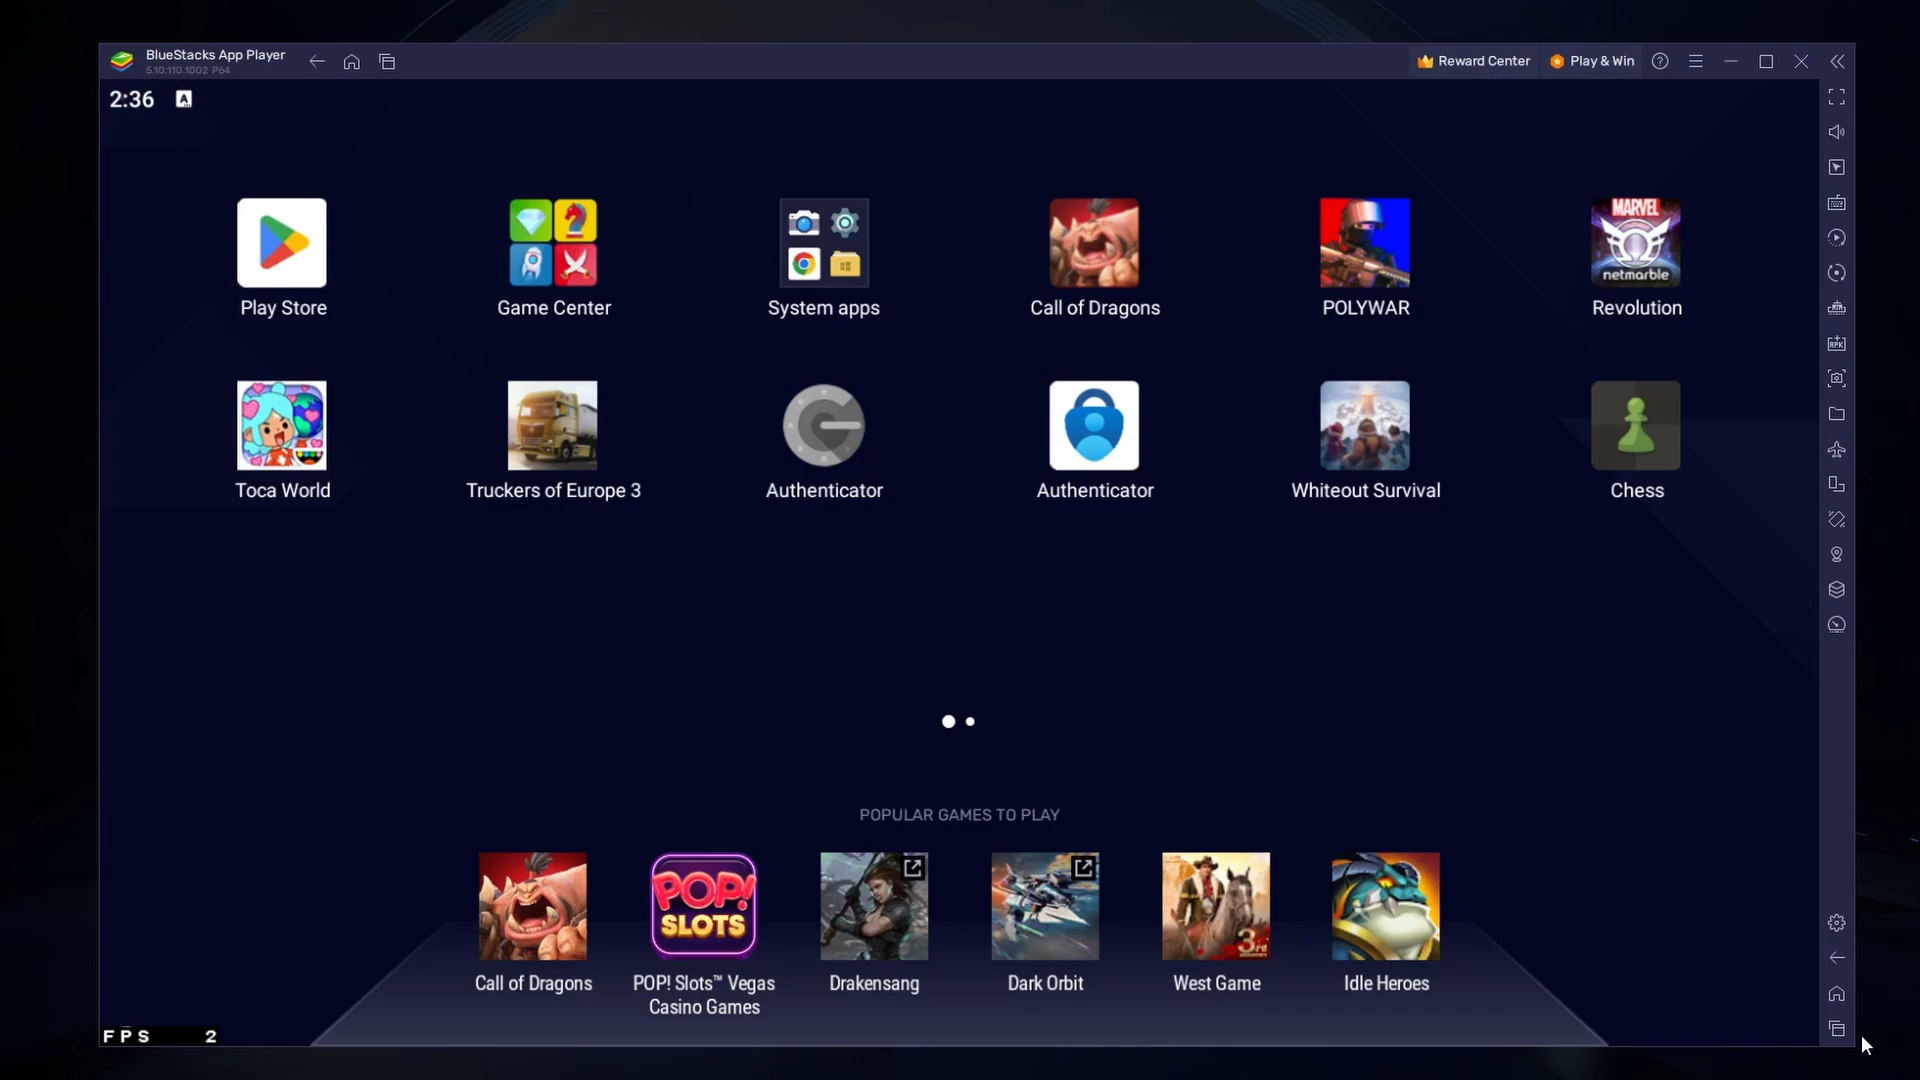 BlueStacks App Player
5.10.110.1002 P64
Reward Center
Play & Win
2:36
A
MARVEL
netmarble
Play Store
Game Center
System apps
Call of Dragons
POLYWAR
Revolution
Toca World
Truckers of Europe 3
Authenticator
Authenticator
Whiteout Survival
Chess
APK
POPULAR GAMES TO PLAY
POP!
SLOTS
3rd
Call of Dragons
POP! Slots™ Vegas
Casino Games
Drakensang
Dark Orbit
West Game
Idle Heroes
FPS 2